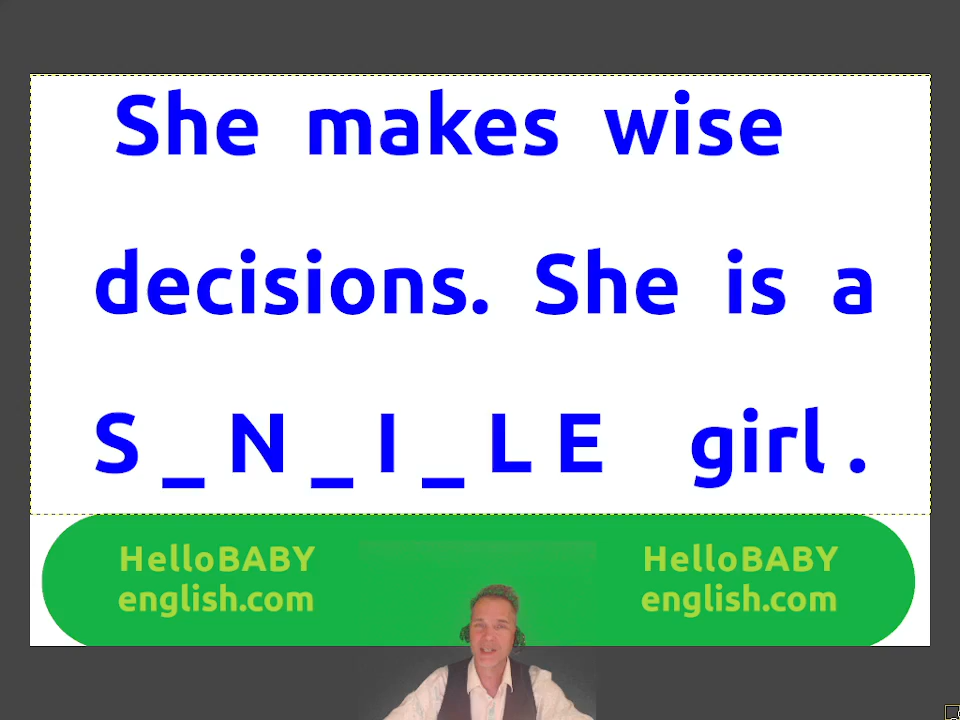 She makes wise
decisions. She is a
S _ N _ I _ L E girl .
HelloBABY
english.com
HelloBABY
english.com